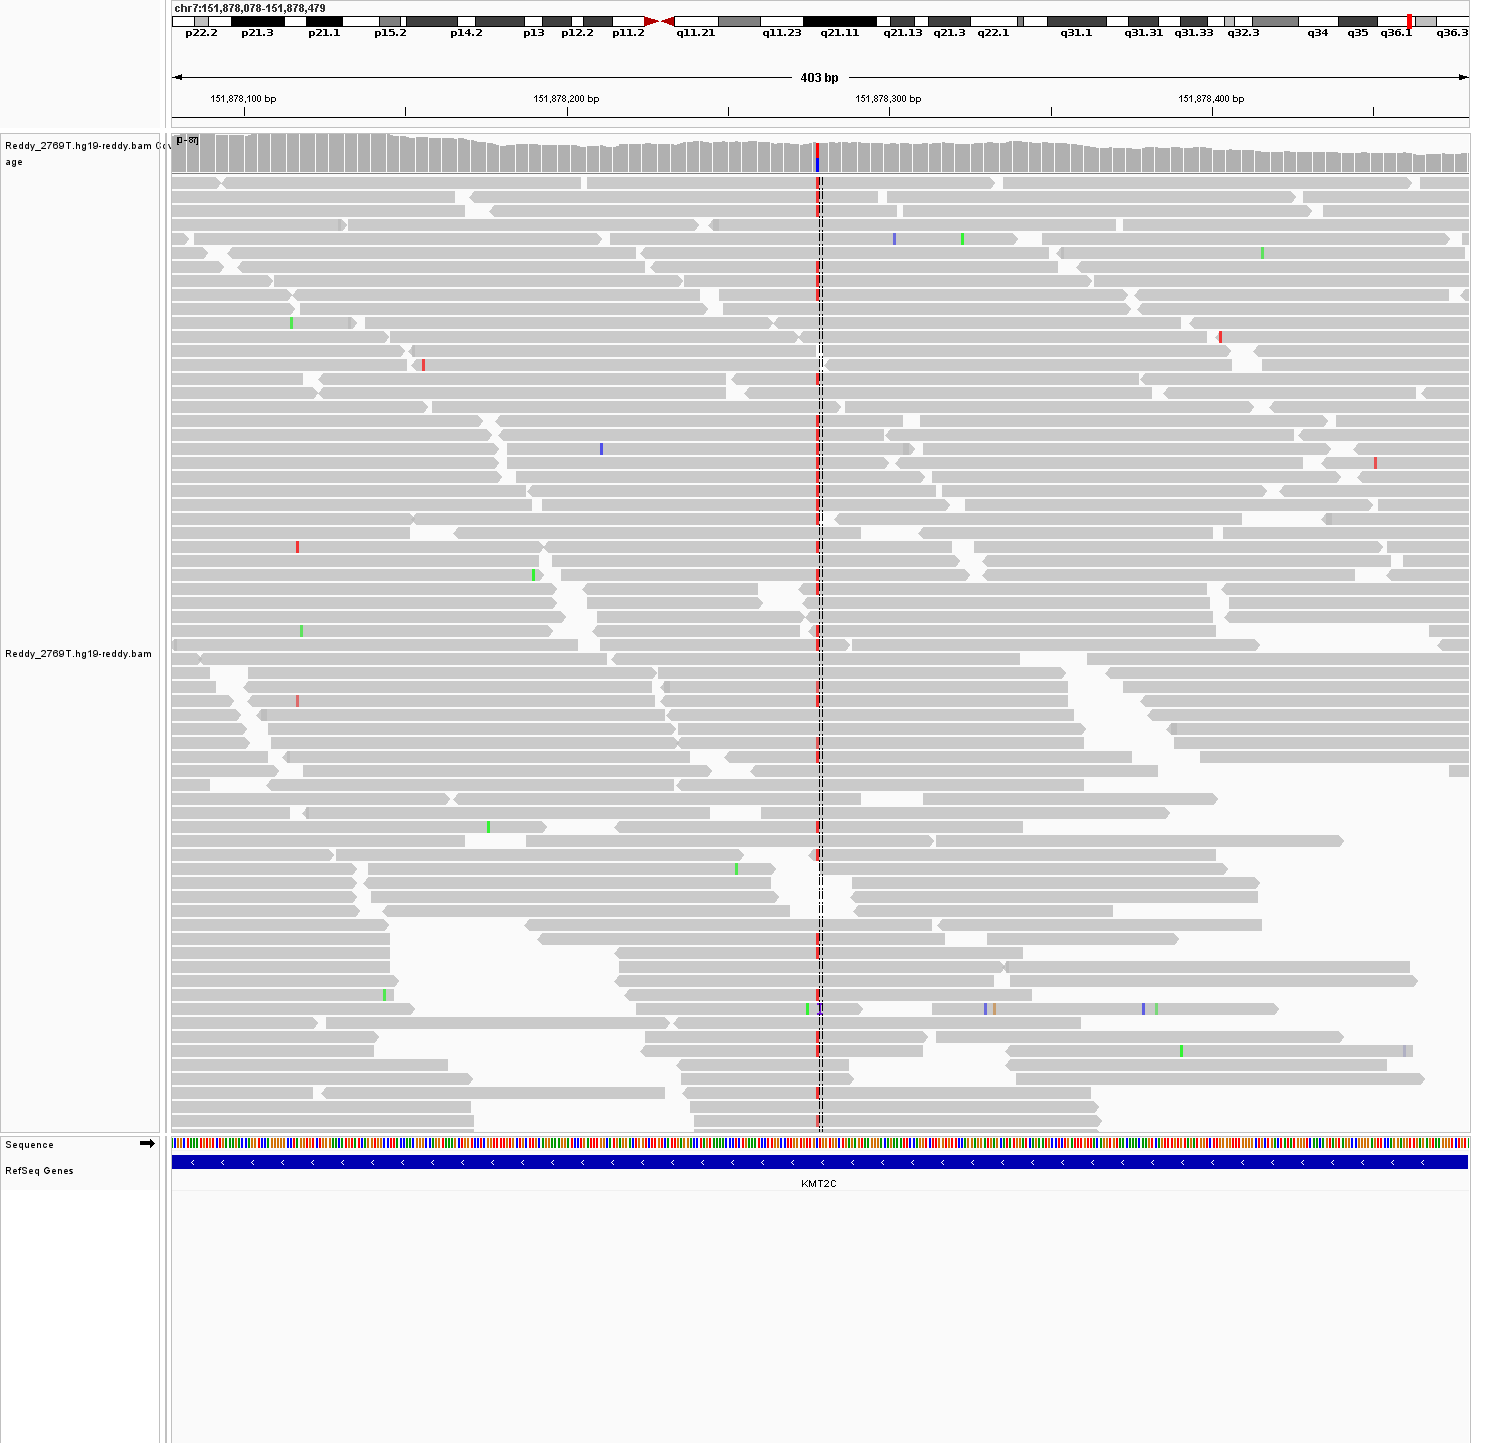 chr7:151,878,078-151,878,479
p22.2 p21.3 p21.1 p15.2 p14.2 p13 p12.2 p11.2 q11.21 q11.23 q21.11 q21.13 q21.3 q22.1 q31.1 q31.31 q31.33 q32.3 q34 q35 q36.1 q36.3
403 bp
151,878,100 bp 151,878,200 bp 151,878,300 bp 151,878,400 bp
Reddy_2769T.hg19-reddy.bam Cov
age
[0 - 87]
Reddy_2769T.hg19-reddy.bam
Sequence
RefSeq Genes
KMT2C